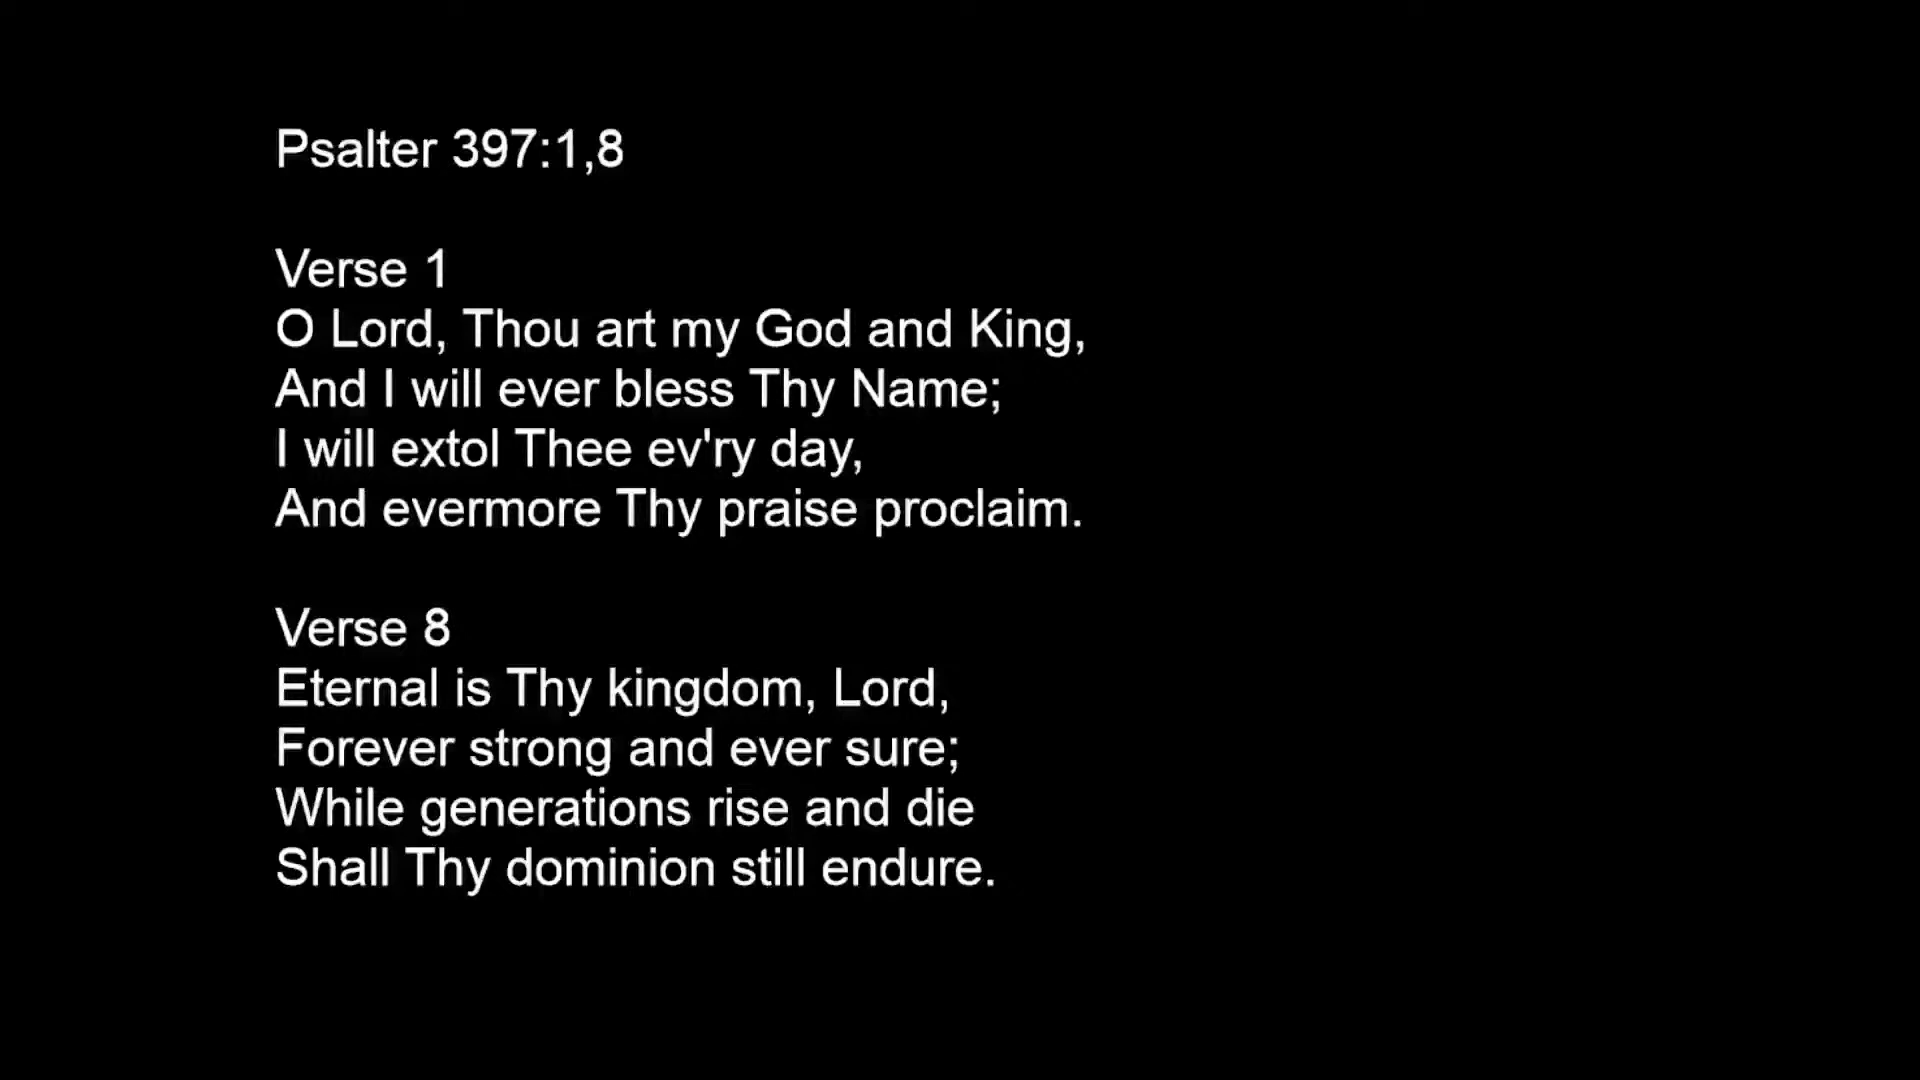 Psalter 397:1,8
Verse 1
O Lord, Thou art my God and King,
And I will ever bless Thy Name;
I will extol Thee ev'ry day,
And evermore Thy praise proclaim.
Verse 8
Eternal is Thy kingdom, Lord,
Forever strong and ever sure;
While generations rise and die
Shall Thy dominion still endure.